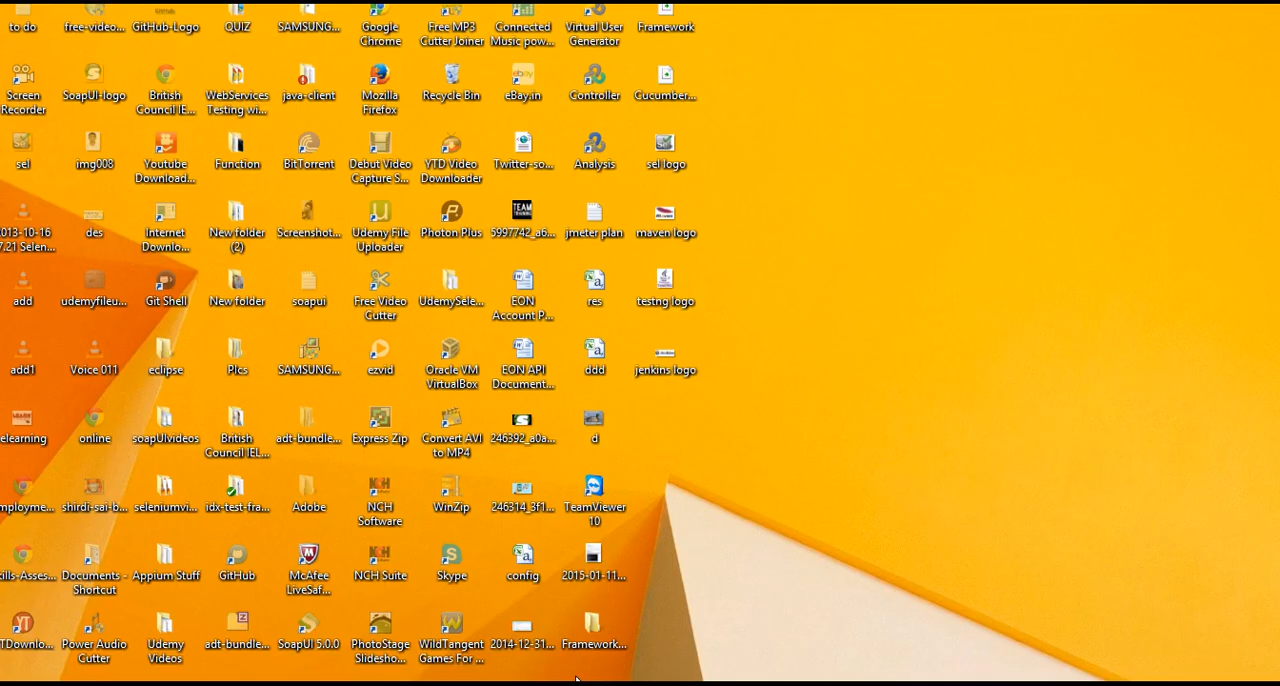 to do
free-video...
GitHub-Logo
QUIZ
SAMSUNG...
Google
Chrome
Free MP3
Cutter Joiner
Connected
Music pow...
Virtual User
Generator
Framework
Screen
Recorder
SoapUI-logo
British
Council IE...
WebServices
Testing wi...
java-client
Mozilla
Firefox
Recycle Bin
eBay.in
Controller
Cucumber...
sel
img008
Youtube
Download...
Function
BitTorrent
Debut Video
Capture S...
YTD Video
Downloader
Twitter-so...
Analysis
sel logo
2013-10-16
7.21 Selen...
des
Internet
Downlo...
New folder
(2)
Screenshot...
Udemy File
Uploader
Photon Plus
TEAM
5997742_a6...
jmeter plan
maven logo
add
udemyfileu...
Git Shell
New folder
soapui
Free Video
Cutter
UdemySele...
EON
Account P...
res
testng logo
add1
Voice 011
eclipse
PIcs
SAMSUNG...
ezvid
Oracle VM
VirtualBox
EON API
Document...
ddd
jenkins logo
elearning
online
soapUIvideos
British
Council IEL...
adt-bundle...
Express Zip
Convert AVI
to MP4
246392_a0a...
d
mployme...
shirdi-sai-b...
seleniumvi...
idx-test-fra...
Adobe
NCH
Software
WinZip
246314_3f1...
TeamViewer
10
ills-Asses...
Documents -
Shortcut
Appium Stuff
GitHub
McAfee
LiveSaf...
NCH Suite
Skype
config
2015-01-11...
TDownlo...
Power Audio
Cutter
Udemy
Videos
adt-bundle...
SoapUI 5.0.0
PhotoStage
Slidesho...
WildTangent
Games For ...
2014-12-31...
Framework...